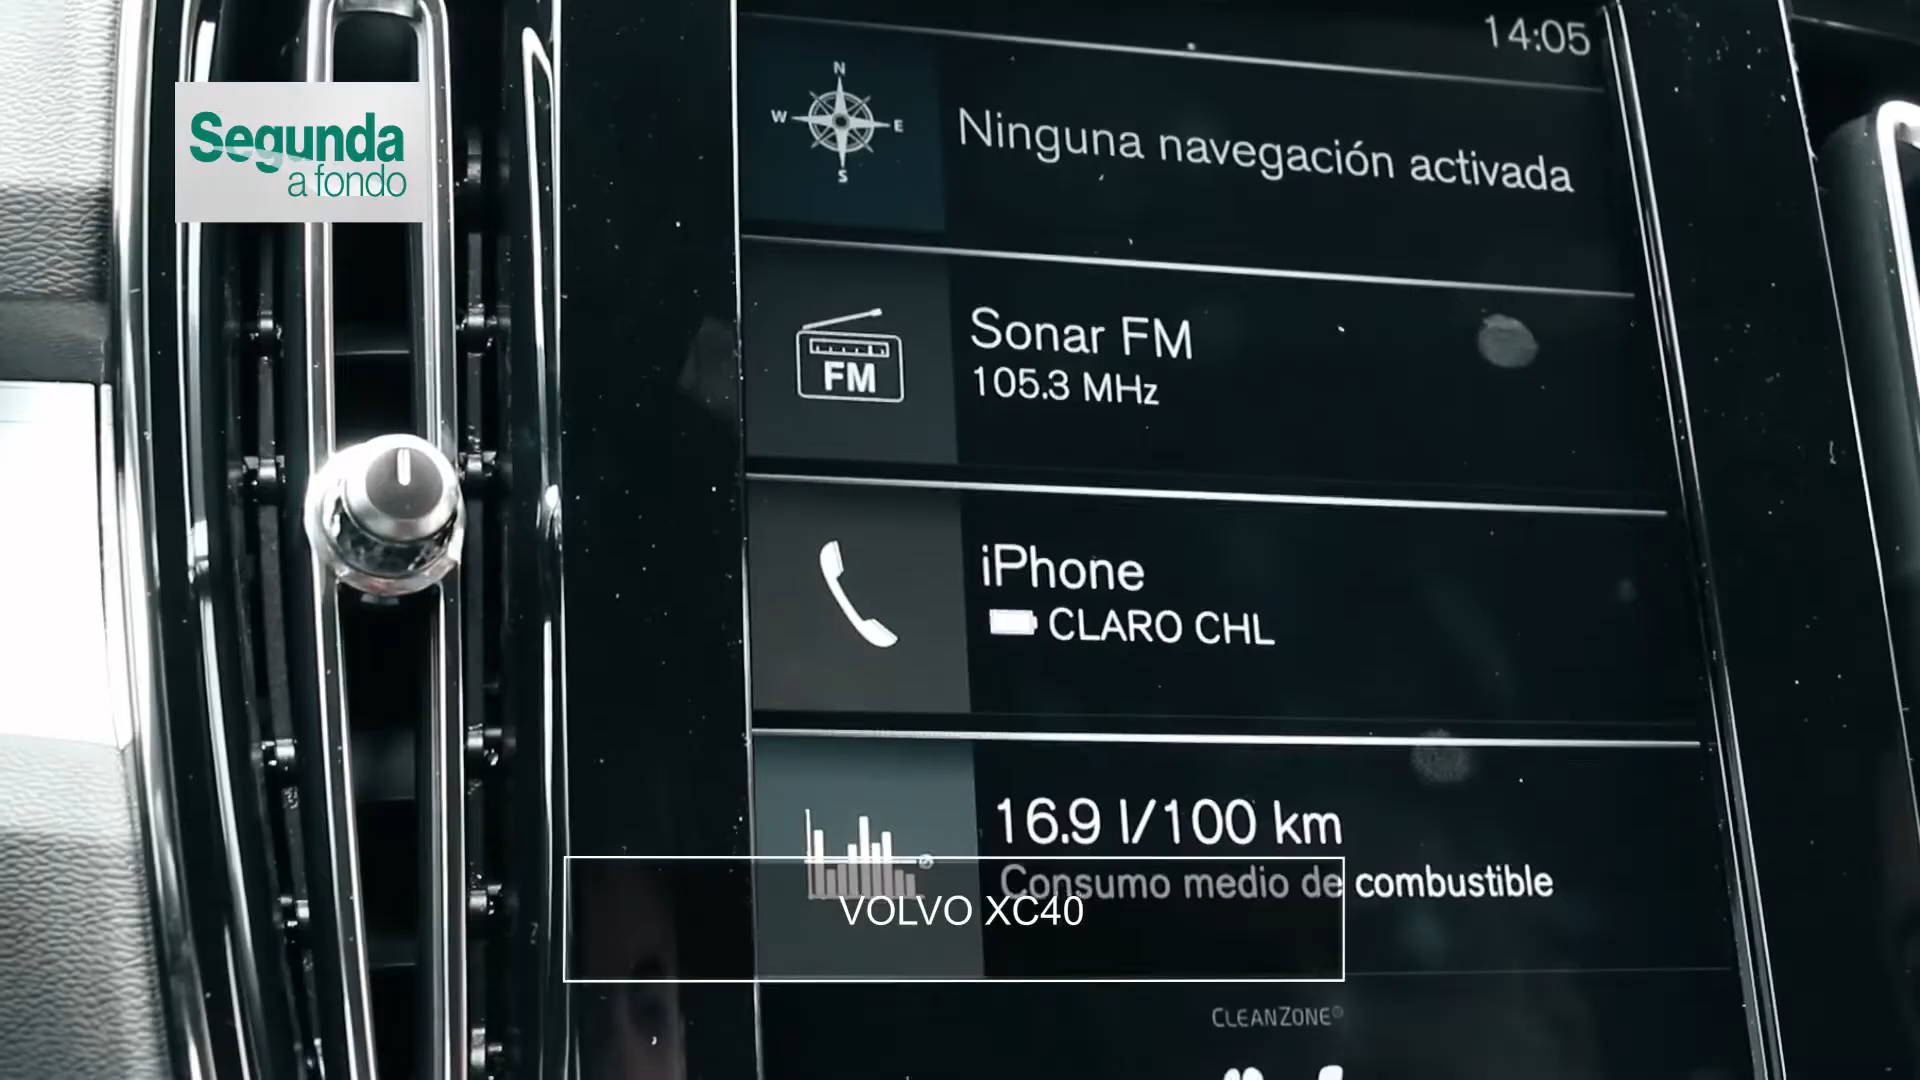 14:05
Segunda
a fondo
N
W
E
S
Ninguna navegación activada
Sonar FM
105.3 MHz
FM
iPhone
CLARO CHL
16.9 l/100 km
Consumo medio de combustible
VOLVO XC40
CLEANZONE®